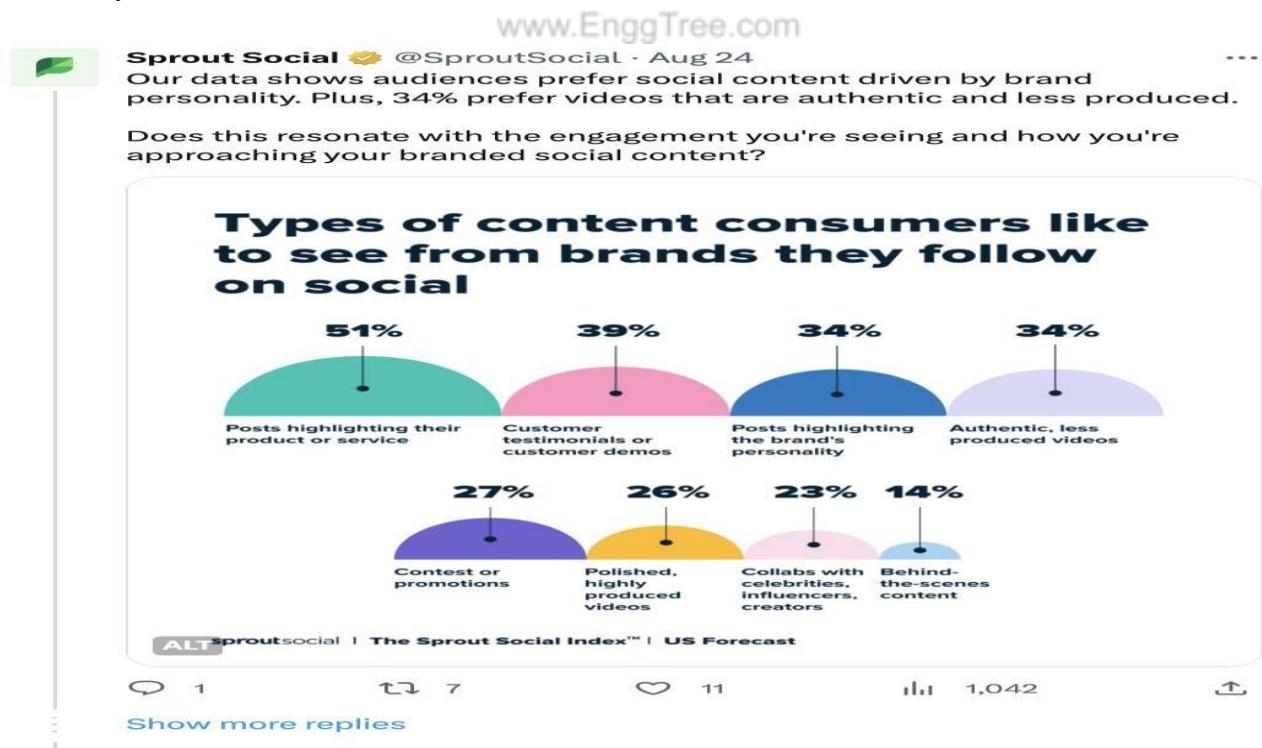 www.EnggTree.com
Sprout Social @SproutSocial · Aug 24 ...
Our data shows audiences prefer social content driven by brand
personality. Plus, 34% prefer videos that are authentic and less produced.
Does this resonate with the engagement you're seeing and how you're
approaching your branded social content?
Types of content consumers like
to see from brands they follow
on social
51% 39% 34% 34%
Posts highlighting their
product or service
Customer
testimonials or
customer demos
Posts highlighting
the brand's
personality
Authentic, less
produced videos
27% 26% 23% 14%
Contest or
promotions
Polished,
highly
produced
videos
Collabs with
celebrities,
influencers,
creators
Behind-
the-scenes
content
ALT sproutsocial | The Sprout Social Index™ | US Forecast
1 7 11 1,042
Show more replies